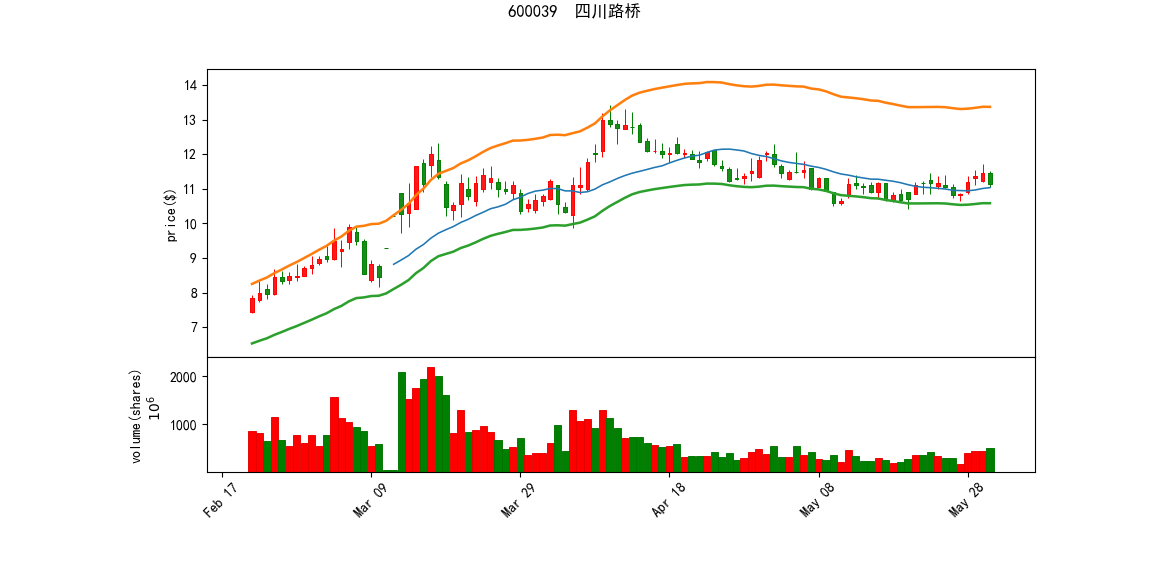 600039 四川路桥
price($)
14
13
12
11
10
9
8
7
volume(shares)
10^6
2000
1000
Feb 17
Mar 09
Mar 29
Apr 18
May 08
May 28